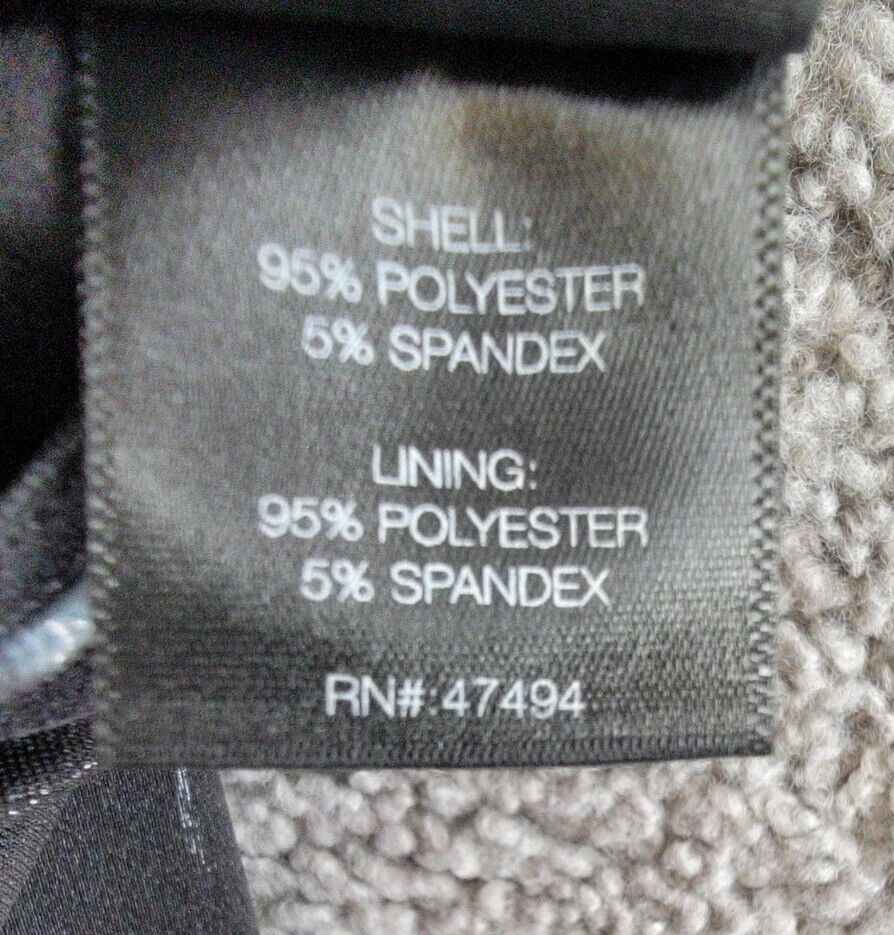 SHELL:
95% POLYESTER
5% SPANDEX
LINING:
95% POLYESTER
5% SPANDEX
RN#:47494